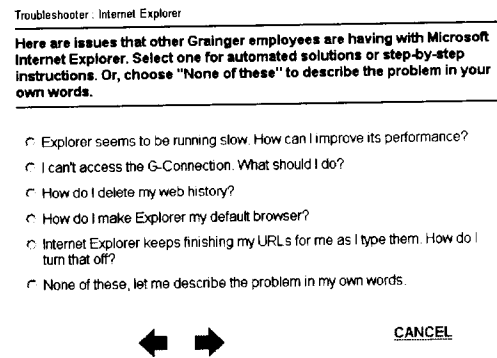 Troubleshooter : Internet Explorer
Here are issues that other Grainger employees are having with Microsoft
Internet Explorer. Select one for automated solutions or step-by-step
instructions. Or, choose "None of these" to describe the problem in your
own words.
Explorer seems to be running slow. How can I improve its performance?
I can't access the G-Connection. What should I do?
How do I delete my web history?
How do I make Explorer my default browser?
Internet Explorer keeps finishing my URLs for me as I type them. How do I
turn that off?
None of these, let me describe the problem in my own words.
CANCEL